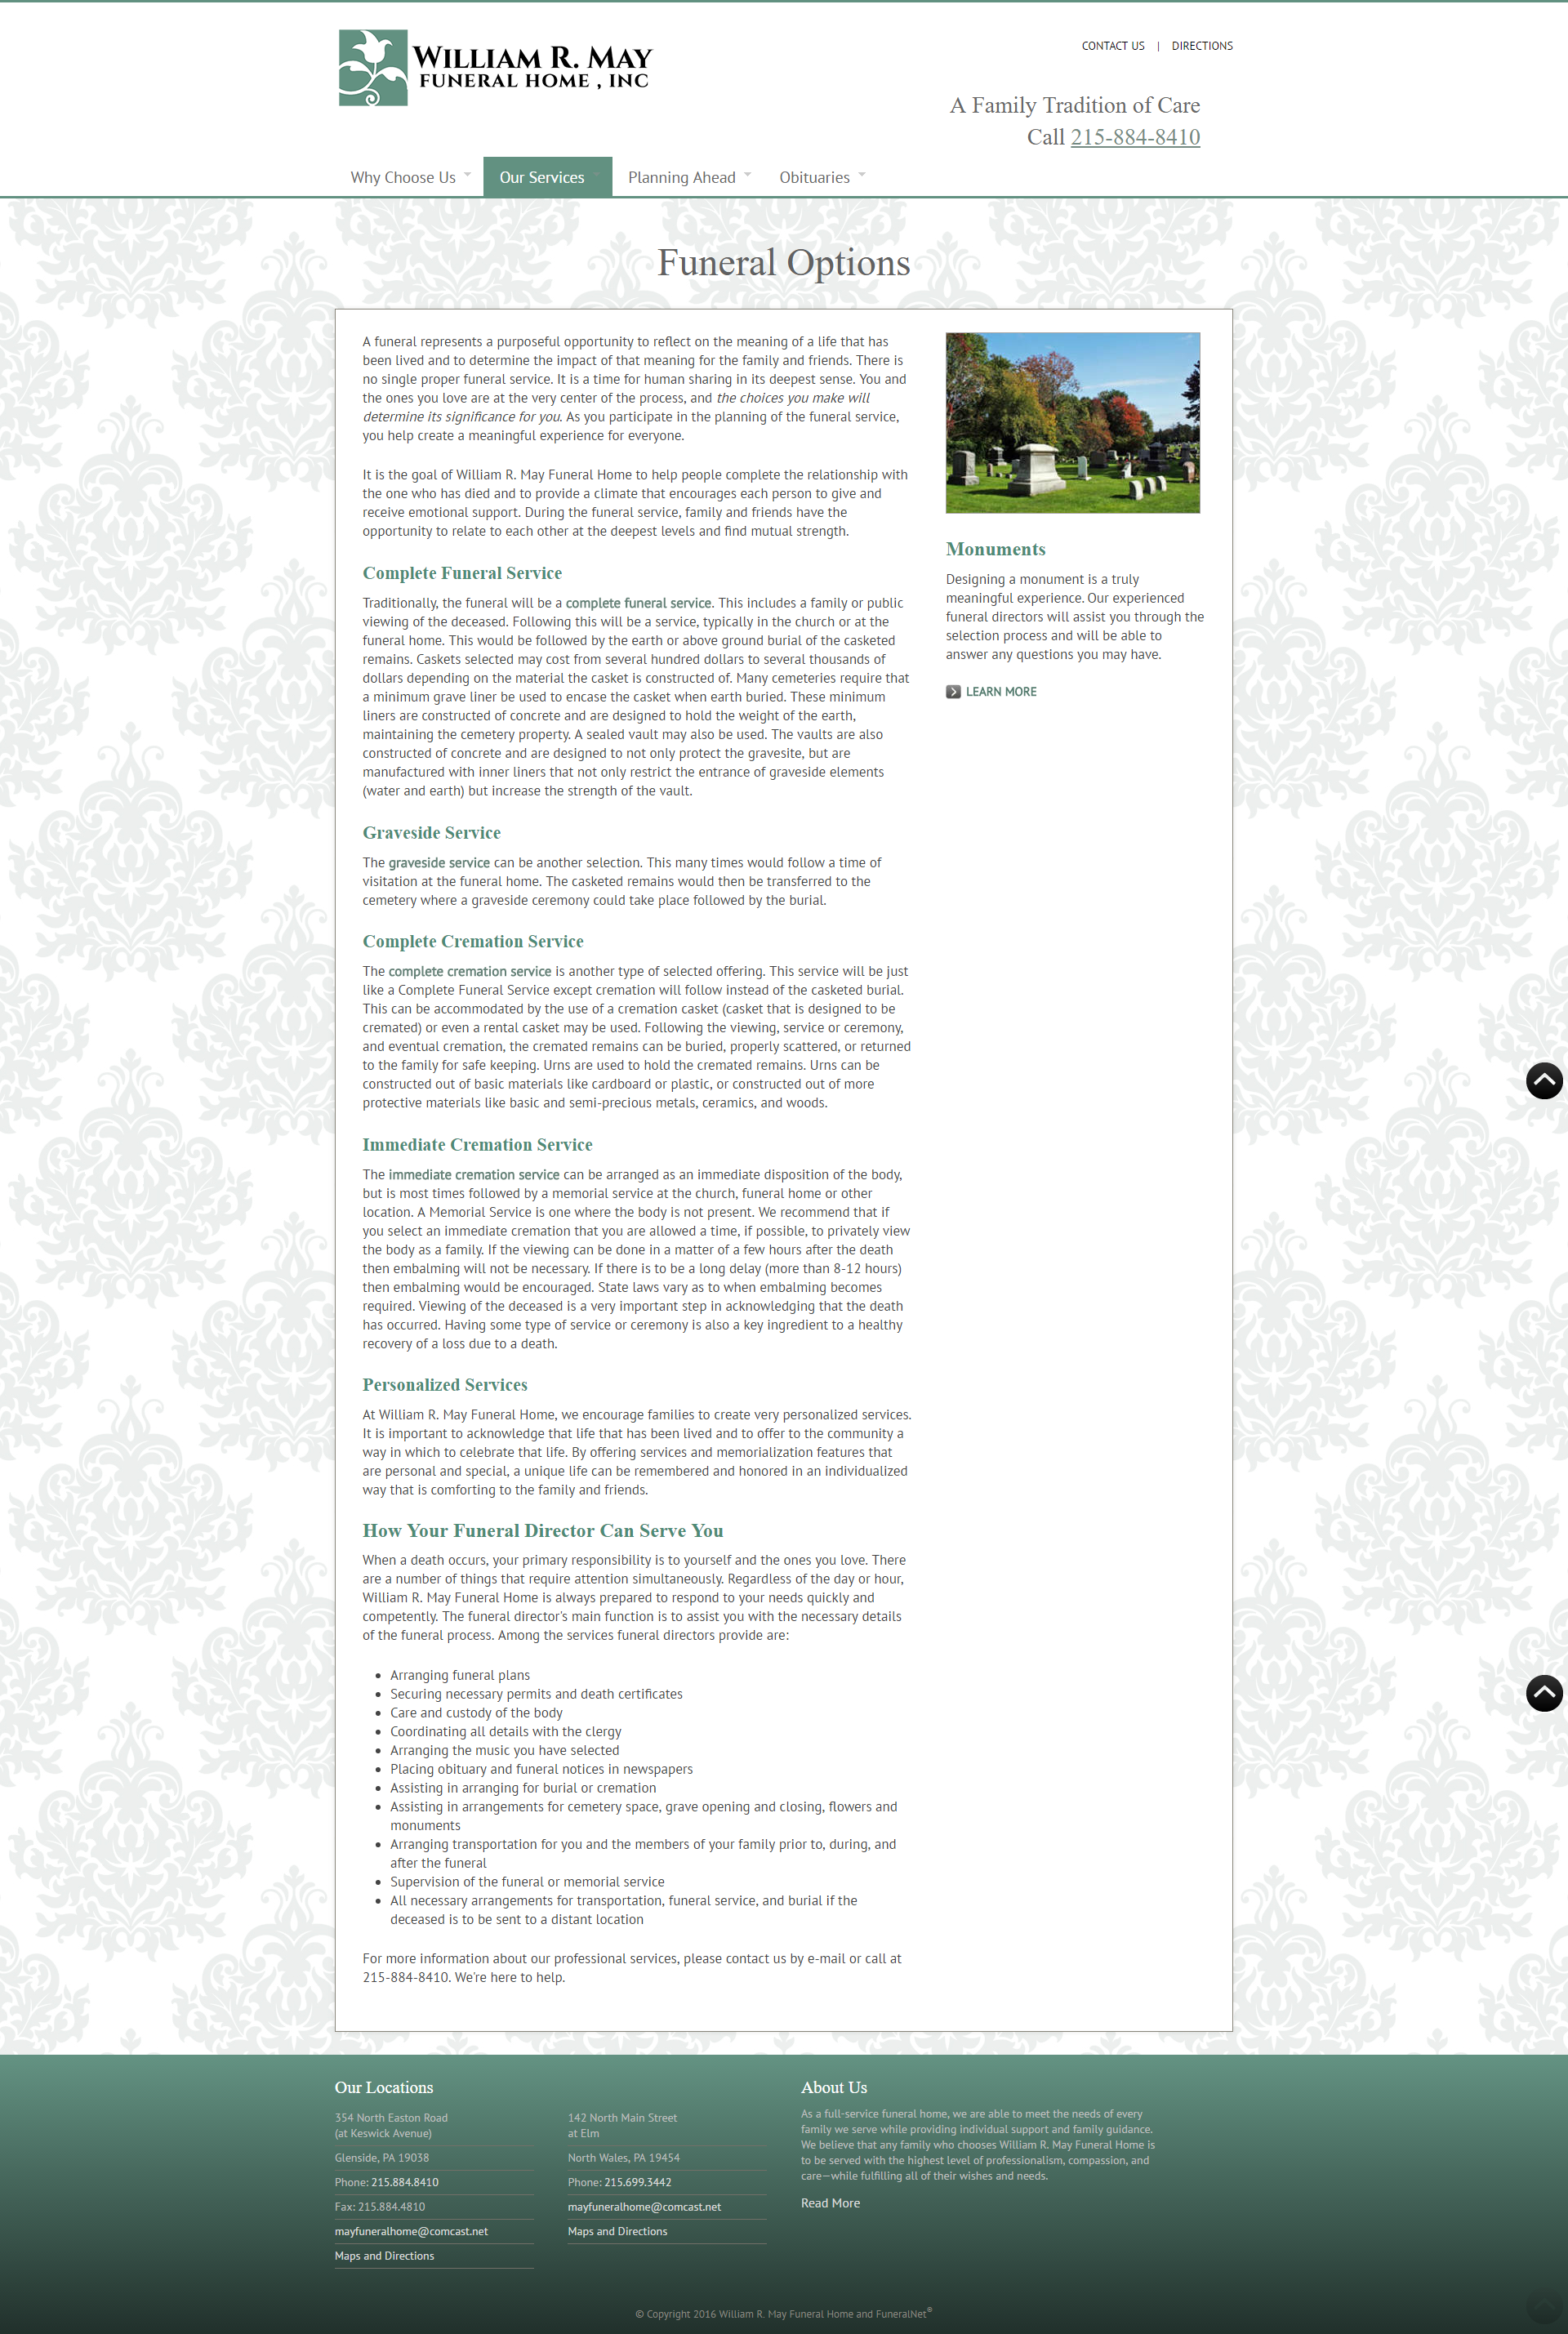 WILLIAM R. MAY
FUNERAL HOME , INC
CONTACT US | DIRECTIONS
A Family Tradition of Care
Call 215-884-8410
Why Choose Us
Our Services
Planning Ahead
Obituaries
Funeral Options
A funeral represents a purposeful opportunity to reflect on the meaning of a life that has
been lived and to determine the impact of that meaning for the family and friends. There is
no single proper funeral service. It is a time for human sharing in its deepest sense. You and
the ones you love are at the very center of the process, and the choices you make will
determine its significance for you. As you participate in the planning of the funeral service,
you help create a meaningful experience for everyone.
It is the goal of William R. May Funeral Home to help people complete the relationship with
the one who has died and to provide a climate that encourages each person to give and
receive emotional support. During the funeral service, family and friends have the
opportunity to relate to each other at the deepest levels and find mutual strength.
Complete Funeral Service
Traditionally, the funeral will be a complete funeral service. This includes a family or public
viewing of the deceased. Following this will be a service, typically in the church or at the
funeral home. This would be followed by the earth or above ground burial of the casketed
remains. Caskets selected may cost from several hundred dollars to several thousands of
dollars depending on the material the casket is constructed of. Many cemeteries require that
a minimum grave liner be used to encase the casket when earth buried. These minimum
liners are constructed of concrete and are designed to hold the weight of the earth,
maintaining the cemetery property. A sealed vault may also be used. The vaults are also
constructed of concrete and are designed to not only protect the gravesite, but are
manufactured with inner liners that not only restrict the entrance of graveside elements
(water and earth) but increase the strength of the vault.
Graveside Service
The graveside service can be another selection. This many times would follow a time of
visitation at the funeral home. The casketed remains would then be transferred to the
cemetery where a graveside ceremony could take place followed by the burial.
Complete Cremation Service
The complete cremation service is another type of selected offering. This service will be just
like a Complete Funeral Service except cremation will follow instead of the casketed burial.
This can be accommodated by the use of a cremation casket (casket that is designed to be
cremated) or even a rental casket may be used. Following the viewing, service or ceremony,
and eventual cremation, the cremated remains can be buried, properly scattered, or returned
to the family for safe keeping. Urns are used to hold the cremated remains. Urns can be
constructed out of basic materials like cardboard or plastic, or constructed out of more
protective materials like basic and semi-precious metals, ceramics, and woods.
Immediate Cremation Service
The immediate cremation service can be arranged as an immediate disposition of the body,
but is most times followed by a memorial service at the church, funeral home or other
location. A Memorial Service is one where the body is not present. We recommend that if
you select an immediate cremation that you are allowed a time, if possible, to privately view
the body as a family. If the viewing can be done in a matter of a few hours after the death
then embalming will not be necessary. If there is to be a long delay (more than 8-12 hours)
then embalming would be encouraged. State laws vary as to when embalming becomes
required. Viewing of the deceased is a very important step in acknowledging that the death
has occurred. Having some type of service or ceremony is also a key ingredient to a healthy
recovery of a loss due to a death.
Personalized Services
At William R. May Funeral Home, we encourage families to create very personalized services.
It is important to acknowledge that life that has been lived and to offer to the community a
way in which to celebrate that life. By offering services and memorialization features that
are personal and special, a unique life can be remembered and honored in an individualized
way that is comforting to the family and friends.
How Your Funeral Director Can Serve You
When a death occurs, your primary responsibility is to yourself and the ones you love. There
are a number of things that require attention simultaneously. Regardless of the day or hour,
William R. May Funeral Home is always prepared to respond to your needs quickly and
competently. The funeral director's main function is to assist you with the necessary details
of the funeral process. Among the services funeral directors provide are:
• Arranging funeral plans
• Securing necessary permits and death certificates
• Care and custody of the body
• Coordinating all details with the clergy
• Arranging the music you have selected
• Placing obituary and funeral notices in newspapers
• Assisting in arranging for burial or cremation
• Assisting in arrangements for cemetery space, grave opening and closing, flowers and
monuments
• Arranging transportation for you and the members of your family prior to, during, and
after the funeral
• Supervision of the funeral or memorial service
• All necessary arrangements for transportation, funeral service, and burial if the
deceased is to be sent to a distant location
For more information about our professional services, please contact us by e-mail or call at
215-884-8410. We're here to help.
Monuments
Designing a monument is a truly
meaningful experience. Our experienced
funeral directors will assist you through the
selection process and will be able to
answer any questions you may have.
LEARN MORE
Our Locations
354 North Easton Road
(at Keswick Avenue)
Glenside, PA 19038
Phone: 215.884.8410
Fax: 215.884.4810
mayfuneralhome@comcast.net
Maps and Directions
142 North Main Street
at Elm
North Wales, PA 19454
Phone: 215.699.3442
mayfuneralhome@comcast.net
Maps and Directions
About Us
As a full-service funeral home, we are able to meet the needs of every
family we serve while providing individual support and family guidance.
We believe that any family who chooses William R. May Funeral Home is
to be served with the highest level of professionalism, compassion, and
care—while fulfilling all of their wishes and needs.
Read More
© Copyright 2016 William R. May Funeral Home and FuneralNet®